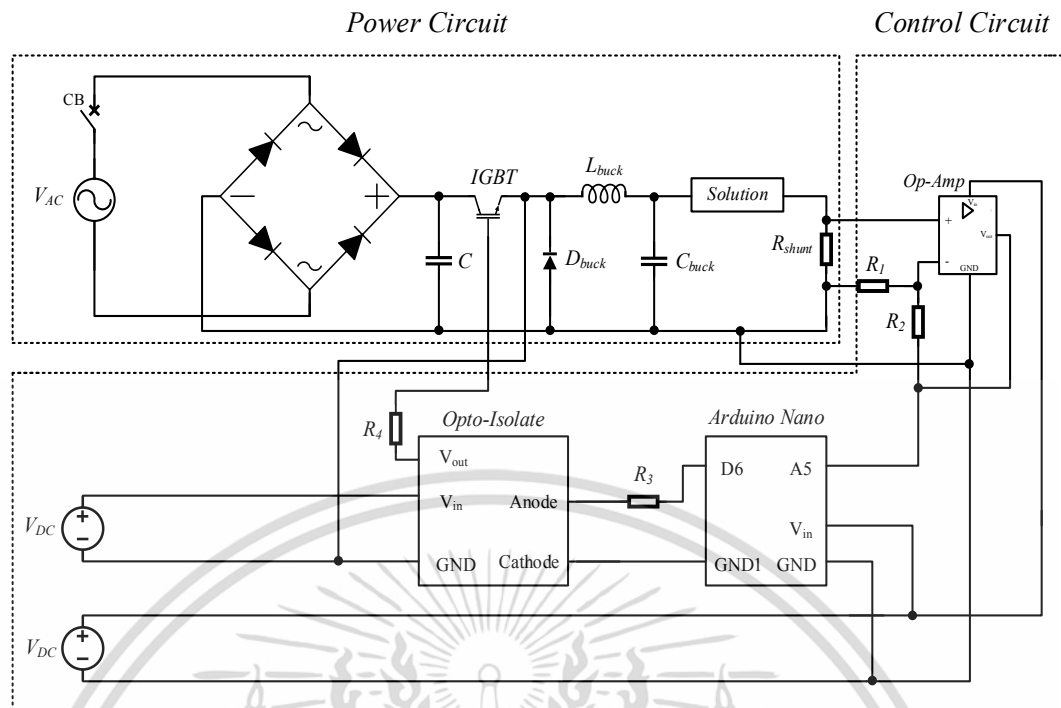 Power Circuit
Control Circuit
CB
V_AC
IGBT
L_buck
Solution
Op-Amp
V_in
+
V_out
-
GND
C
D_buck
C_buck
R_shunt
R_1
R_2
R_4
Opto-Isolate
Arduino Nano
V_out
R_3
D6
A5
V_DC
V_in
Anode
V_in
GND
Cathode
GND1
GND
V_DC